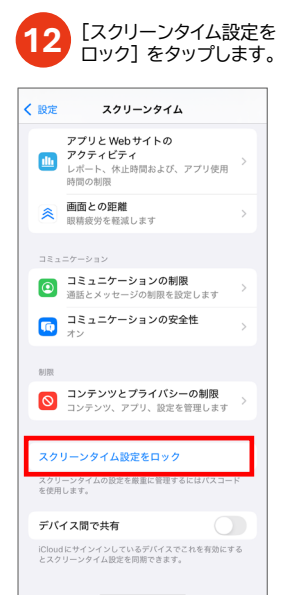 12
［スクリーンタイム設定を
ロック］をタップします。
設定
スクリーンタイム
アプリとWebサイトの
アクティビティ
レポート、休止時間および、アプリ使用
時間の制限
画面との距離
眼精疲労を軽減します
コミュニケーション
コミュニケーションの制限
通話とメッセージの制限を設定します
コミュニケーションの安全性
オン
制限
コンテンツとプライバシーの制限
コンテンツ、アプリ、設定を管理します
スクリーンタイム設定をロック
スクリーンタイムの設定を厳重に管理するにはパスコード
を使用します。
デバイス間で共有
iCloudにサインインしているデバイスでこれを有効にする
とスクリーンタイム設定を同期できます。